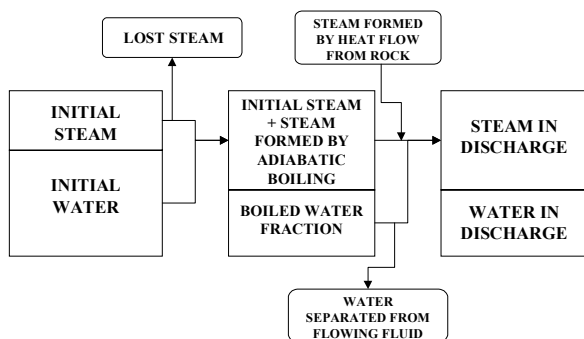 LOST STEAM
STEAM FORMED
BY HEAT FLOW
FROM ROCK
INITIAL
STEAM
INITIAL
WATER
INITIAL STEAM
+ STEAM
FORMED BY
ADIABATIC
BOILING
BOILED WATER
FRACTION
STEAM IN
DISCHARGE
WATER IN
DISCHARGE
WATER
SEPARATED FROM
FLOWING FLUID